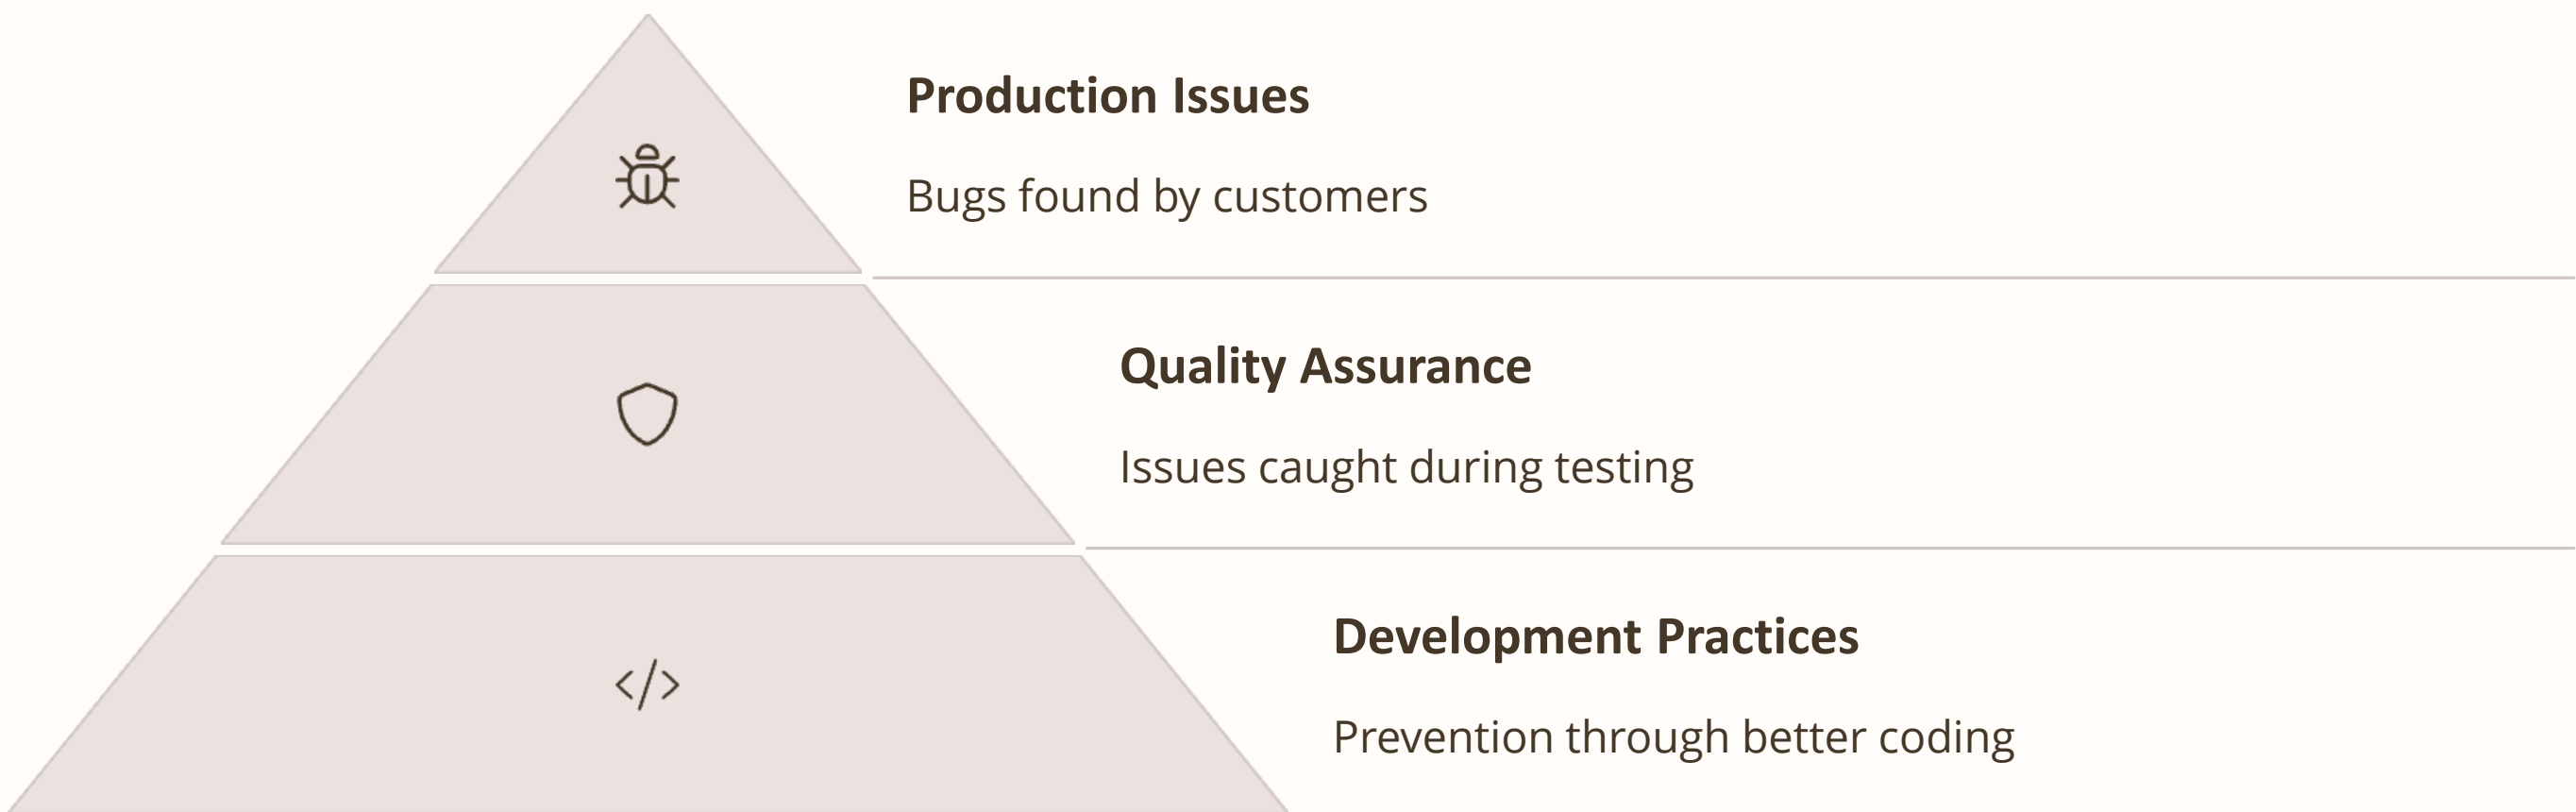 Production Issues
Bugs found by customers
Quality Assurance
Issues caught during testing
Development Practices
Prevention through better coding